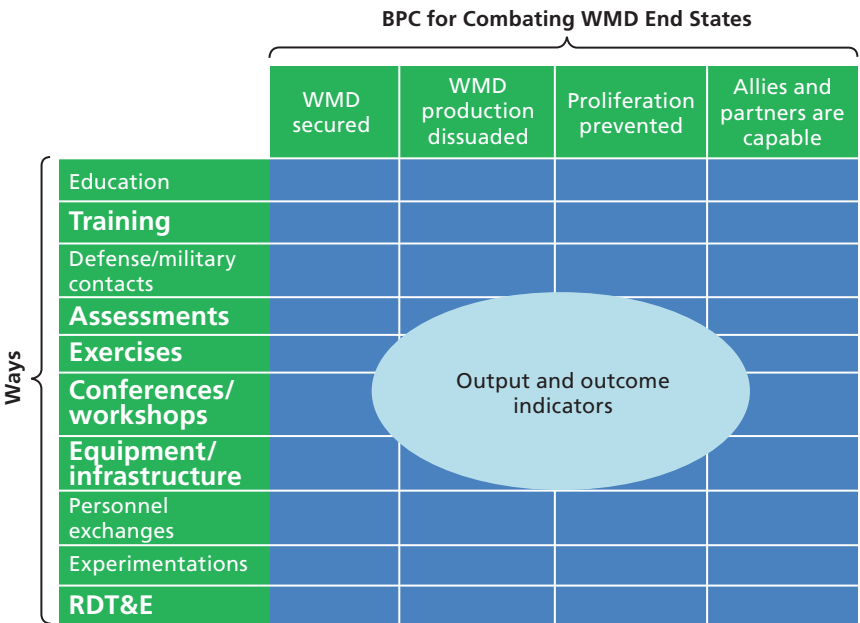 BPC for Combating WMD End States
WMD
secured
WMD
production
dissuaded
Proliferation
prevented
Allies and
partners are
capable
Ways
Education
Training
Defense/military
contacts
Assessments
Exercises
Conferences/
workshops
Equipment/
infrastructure
Personnel
exchanges
Experimentations
RDT&E
Output and outcome
indicators